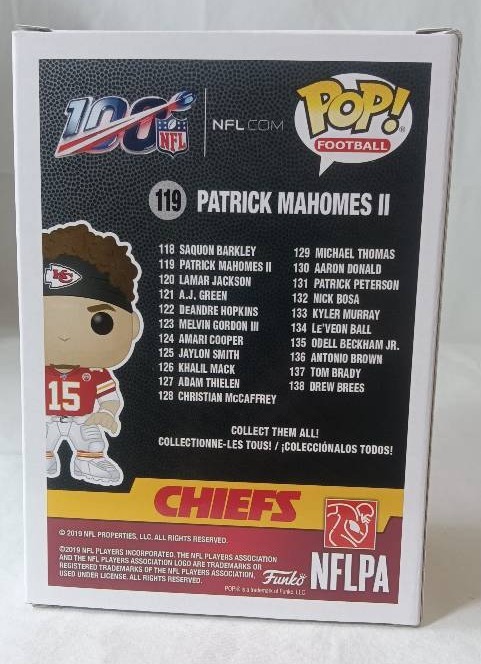 100
NFL
NFL.COM
POP!
FOOTBALL
119 PATRICK MAHOMES II
118 SAQUON BARKLEY
119 PATRICK MAHOMES II
120 LAMAR JACKSON
121 A.J. GREEN
122 DEANDRE HOPKINS
123 MELVIN GORDON III
124 AMARI COOPER
125 JAYLON SMITH
126 KHALIL MACK
127 ADAM THIELEN
128 CHRISTIAN McCAFFREY
129 MICHAEL THOMAS
130 AARON DONALD
131 PATRICK PETERSON
132 NICK BOSA
133 KYLER MURRAY
134 LE'VEON BALL
135 ODELL BECKHAM JR.
136 ANTONIO BROWN
137 TOM BRADY
138 DREW BREES
KC
15
COLLECT THEM ALL!
COLLECTIONNE-LES TOUS! / ¡COLECCIÓNALOS TODOS!
CHIEFS
© 2019 NFL PROPERTIES, LLC. ALL RIGHTS RESERVED.
©2019 NFL PLAYERS INCORPORATED. THE NFL PLAYERS ASSOCIATION
AND THE NFL PLAYERS ASSOCIATION LOGO ARE TRADEMARKS OR
REGISTERED TRADEMARKS OF THE NFL PLAYERS ASSOCIATION,
USED UNDER LICENSE. ALL RIGHTS RESERVED.
Funko
POP! is a trademark of Funko, LLC
NFLPA